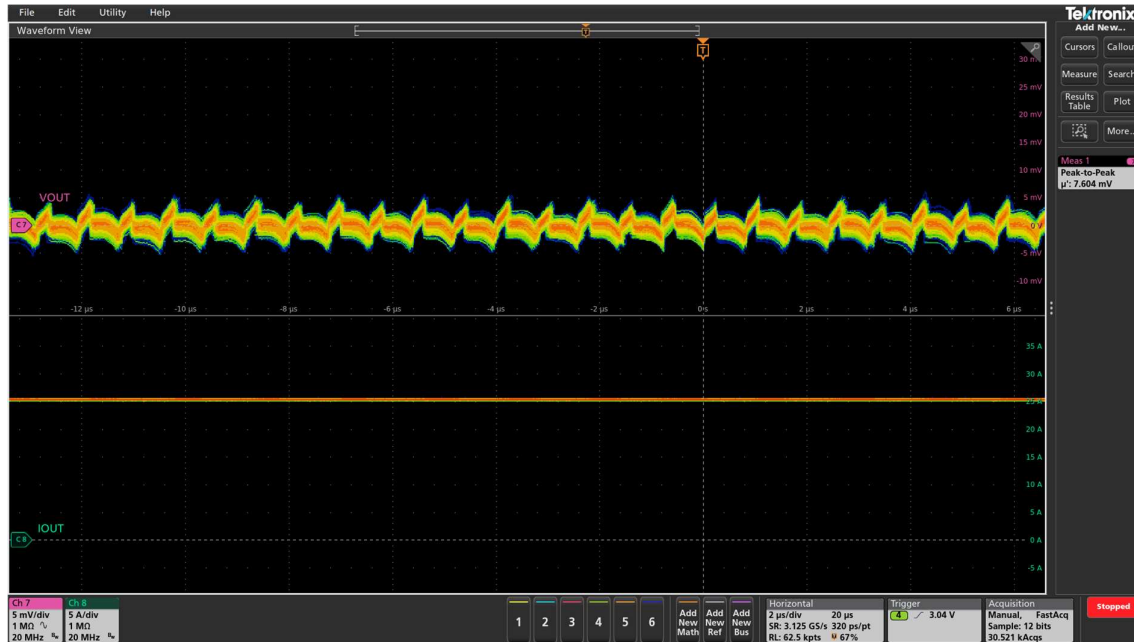 File Edit Utility Help
Tektronix
Waveform View
Add New...
T
T
Cursors Callou
Measure Search
Results Table Plot
More...
Meas 1
Peak-to-Peak
µ': 7.604 mV
30 mV
25 mV
20 mV
15 mV
10 mV
5 mV
0 V
-5 mV
-10 mV
VOUT
C 7
-12 µs -10 µs -8 µs -6 µs -4 µs -2 µs 0 s 2 µs 4 µs 6 µs
35 A
30 A
25 A
20 A
15 A
10 A
5 A
0 A
-5 A
IOUT
C 8
Ch 7
5 mV/div
1 MΩ
20 MHz
Ch 8
5 A/div
1 MΩ
20 MHz
1 2 3 4 5 6
Add New Math
Add New Ref
Add New Bus
Horizontal
2 µs/div 20 µs
SR: 3.125 GS/s 320 ps/pt
RL: 62.5 kpts 67%
Trigger
4 3.04 V
Acquisition
Manual, FastAcq
Sample: 12 bits
30.521 kAcqs
Stopped